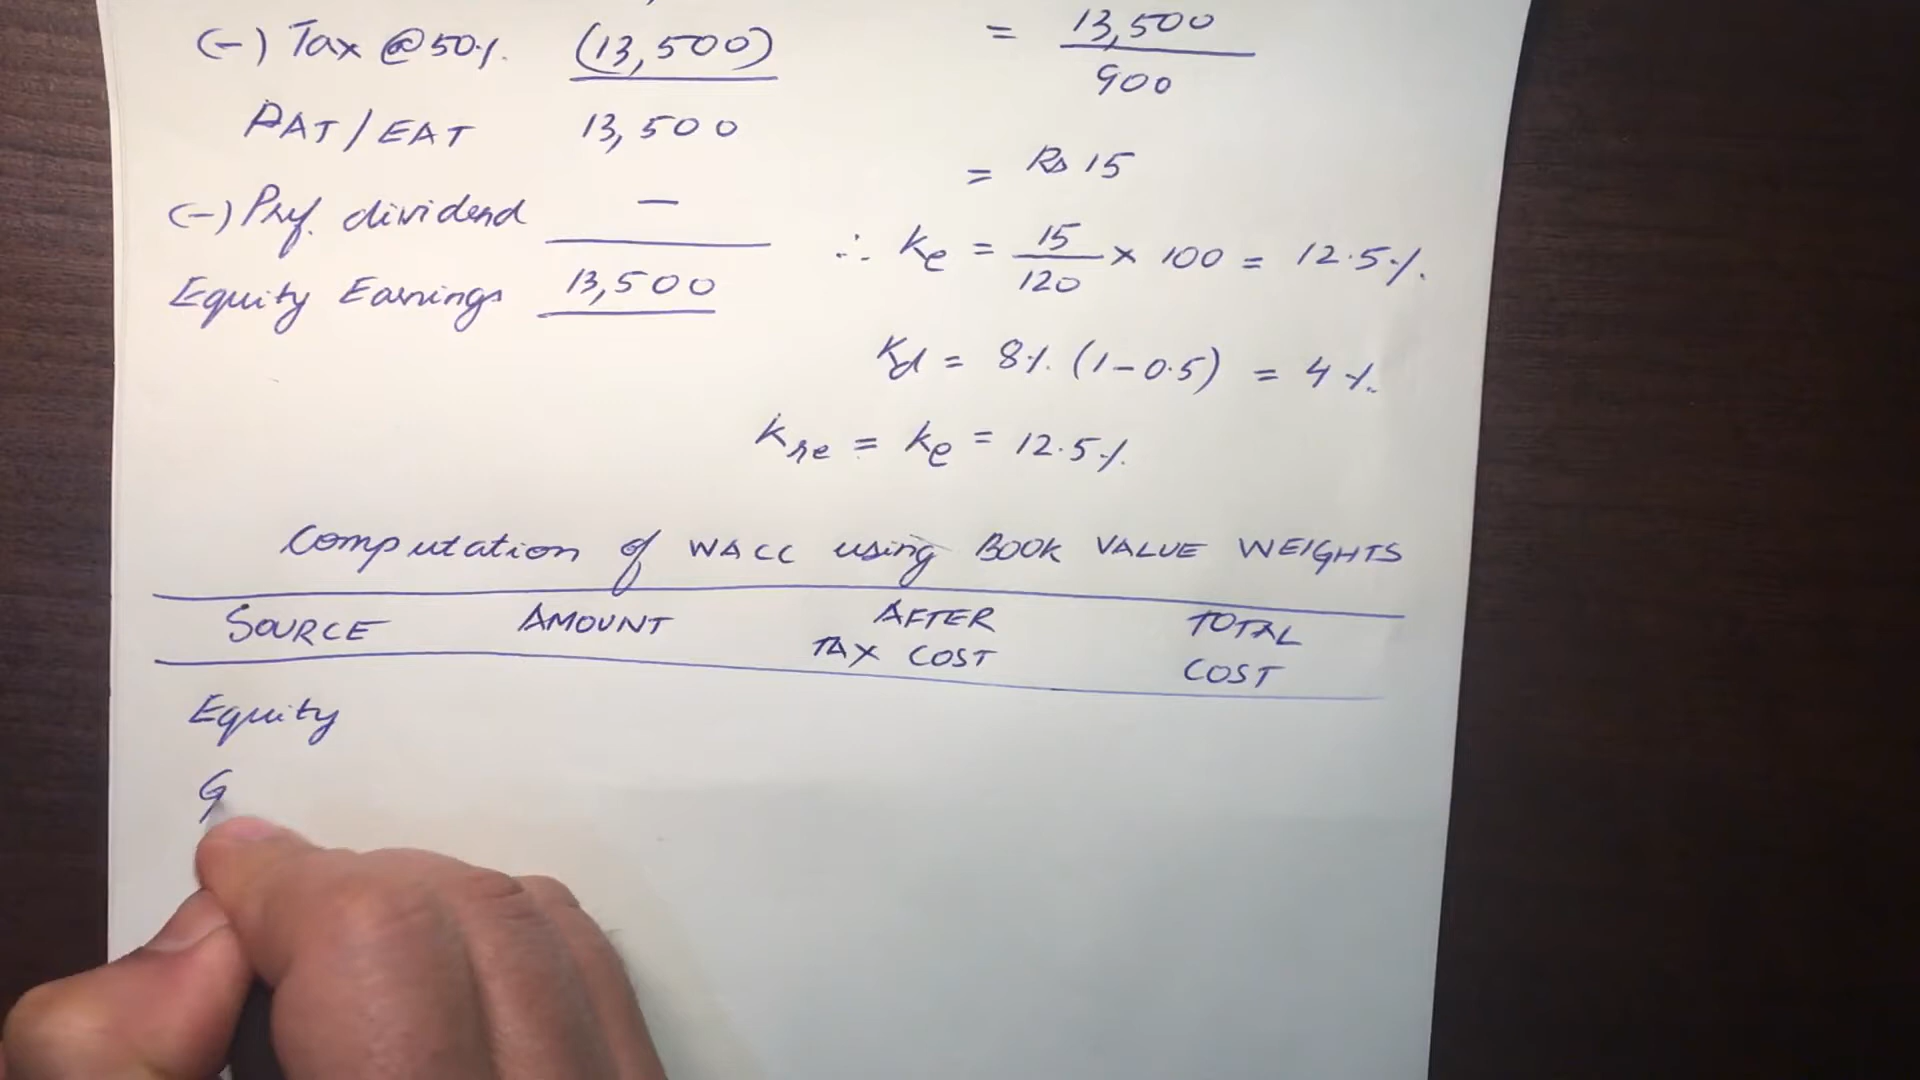 (-) Tax @50%. (13,500)
PAT/EAT 13,500
(-) Pref. dividend —
Equity Earnings 13,500
= 13,500
900
= Rs 15
∴ Ke = 15/120 × 100 = 12.5%.
Kd = 8%. (1-0.5) = 4%.
Kre = Ke = 12.5%.
Computation of WACC using BOOK VALUE WEIGHTS
SOURCE AMOUNT AFTER TAX COST TOTAL COST
Equity
G